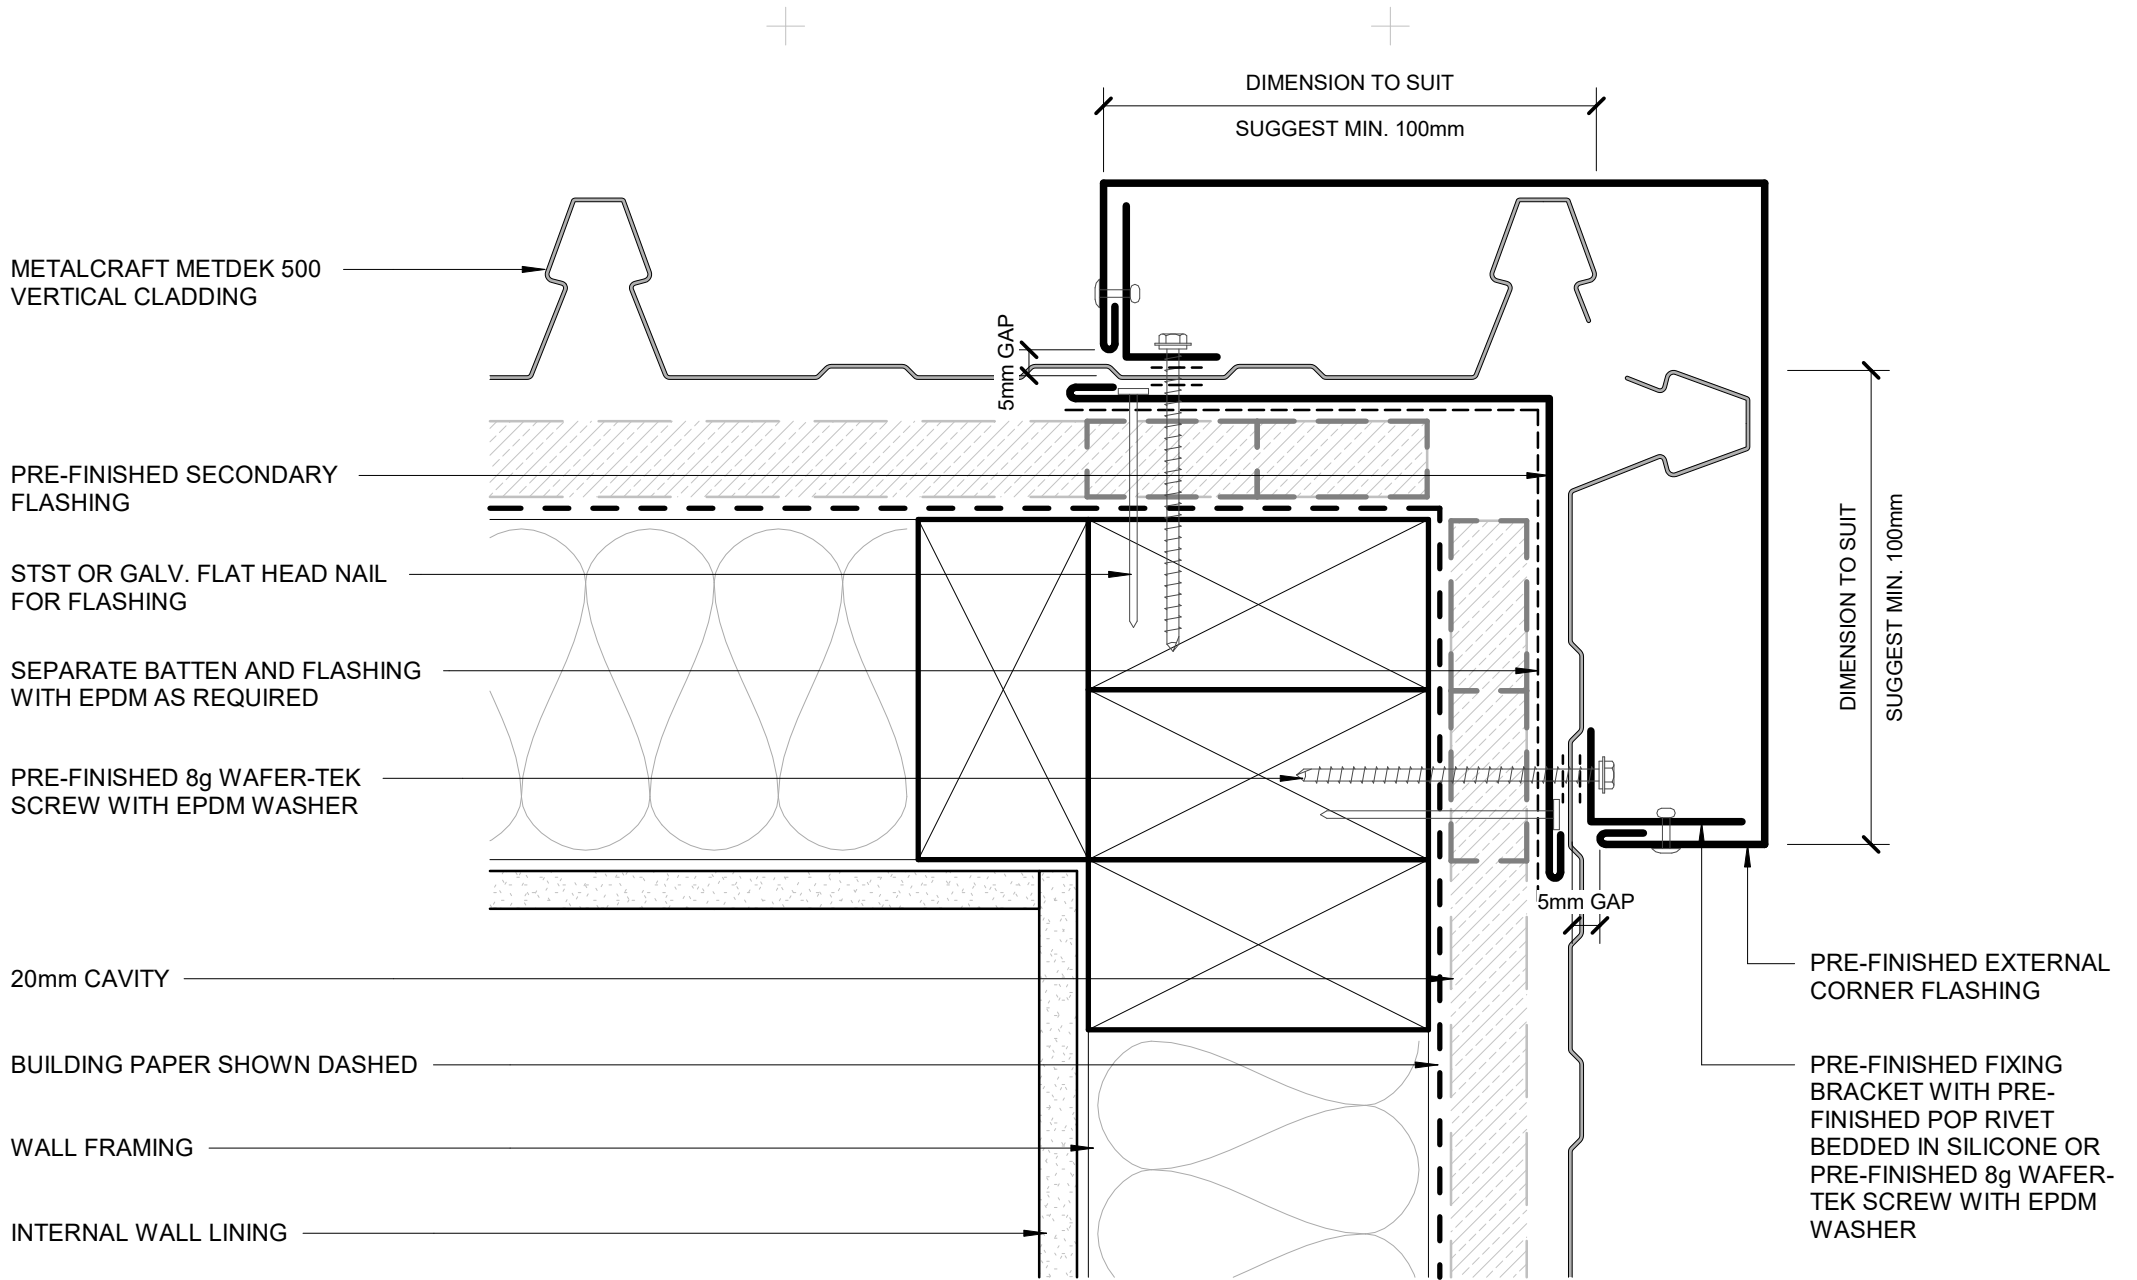 DIMENSION TO SUIT
SUGGEST MIN. 100mm
METALCRAFT METDEK 500
VERTICAL CLADDING
5mm GAP
PRE-FINISHED SECONDARY
FLASHING
STST OR GALV. FLAT HEAD NAIL
FOR FLASHING
SEPARATE BATTEN AND FLASHING
WITH EPDM AS REQUIRED
PRE-FINISHED 8g WAFER-TEK
SCREW WITH EPDM WASHER
20mm CAVITY
BUILDING PAPER SHOWN DASHED
WALL FRAMING
INTERNAL WALL LINING
DIMENSION TO SUIT
SUGGEST MIN. 100mm
5mm GAP
PRE-FINISHED EXTERNAL
CORNER FLASHING
PRE-FINISHED FIXING
BRACKET WITH PRE-
FINISHED POP RIVET
BEDDED IN SILICONE OR
PRE-FINISHED 8g WAFER-
TEK SCREW WITH EPDM
WASHER